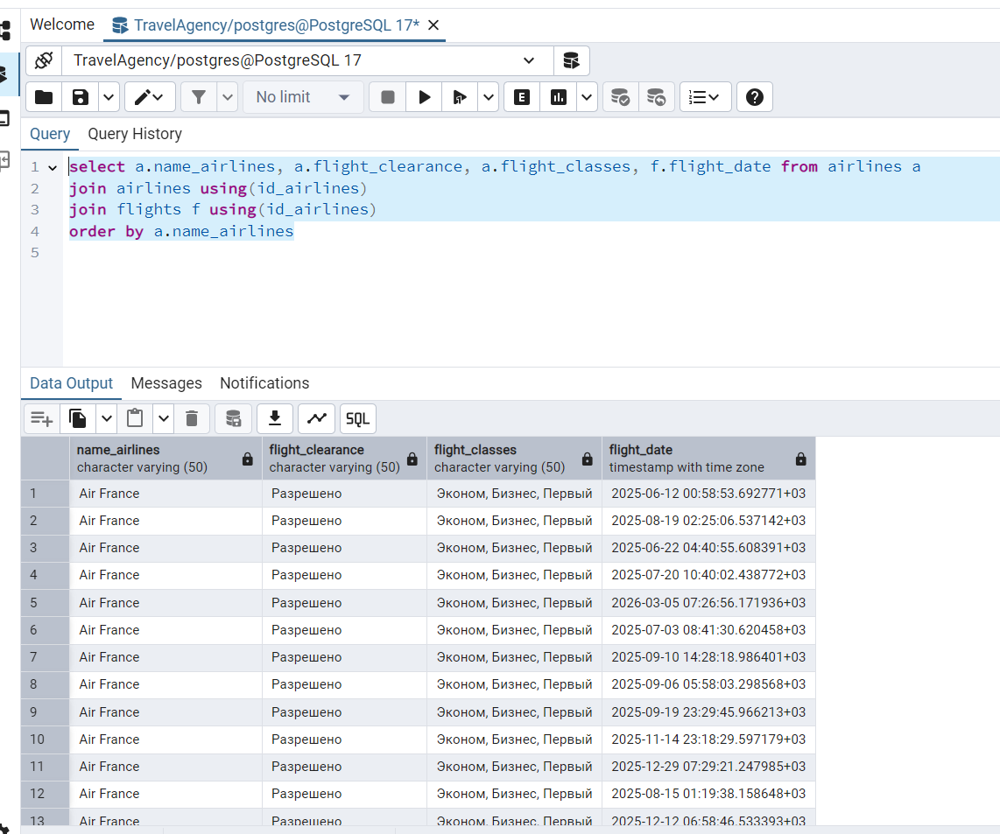 Welcome TravelAgency/postgres@PostgreSQL 17*
TravelAgency/postgres@PostgreSQL 17
No limit
E
Query Query History
1 select a.name_airlines, a.flight_clearance, a.flight_classes, f.flight_date from airlines a
2 join airlines using(id_airlines)
3 join flights f using(id_airlines)
4 order by a.name_airlines
5
Data Output Messages Notifications
SQL
name_airlines flight_clearance flight_classes flight_date
character varying (50) character varying (50) character varying (50) timestamp with time zone
1 Air France Разрешено Эконом, Бизнес, Первый 2025-06-12 00:58:53.692771+03
2 Air France Разрешено Эконом, Бизнес, Первый 2025-08-19 02:25:06.537142+03
3 Air France Разрешено Эконом, Бизнес, Первый 2025-06-22 04:40:55.608391+03
4 Air France Разрешено Эконом, Бизнес, Первый 2025-07-20 10:40:02.438772+03
5 Air France Разрешено Эконом, Бизнес, Первый 2026-03-05 07:26:56.171936+03
6 Air France Разрешено Эконом, Бизнес, Первый 2025-07-03 08:41:30.620458+03
7 Air France Разрешено Эконом, Бизнес, Первый 2025-09-10 14:28:18.986401+03
8 Air France Разрешено Эконом, Бизнес, Первый 2025-09-06 05:58:03.298568+03
9 Air France Разрешено Эконом, Бизнес, Первый 2025-09-19 23:29:45.966213+03
10 Air France Разрешено Эконом, Бизнес, Первый 2025-11-14 23:18:29.597179+03
11 Air France Разрешено Эконом, Бизнес, Первый 2025-12-29 07:29:21.247985+03
12 Air France Разрешено Эконом, Бизнес, Первый 2025-08-15 01:19:38.158648+03
13 Air France Разрешено Эконом, Бизнес, Первый 2025-12-12 06:58:46.533393+03